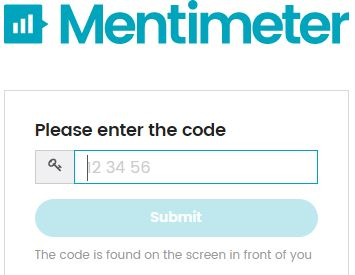 Mentimeter
Please enter the code
12 34 56
Submit
The code is found on the screen in front of you